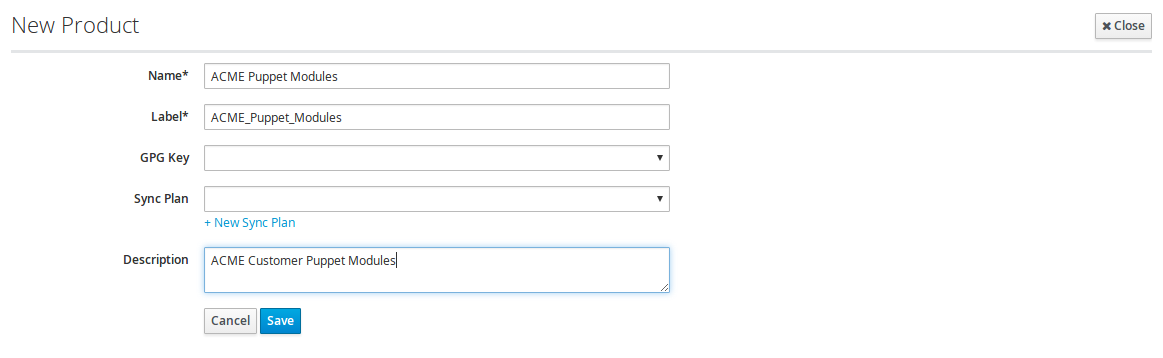 New Product
✖ Close
Name*
ACME Puppet Modules
Label*
ACME_Puppet_Modules
GPG Key
Sync Plan
+ New Sync Plan
Description
ACME Customer Puppet Modules
Cancel Save